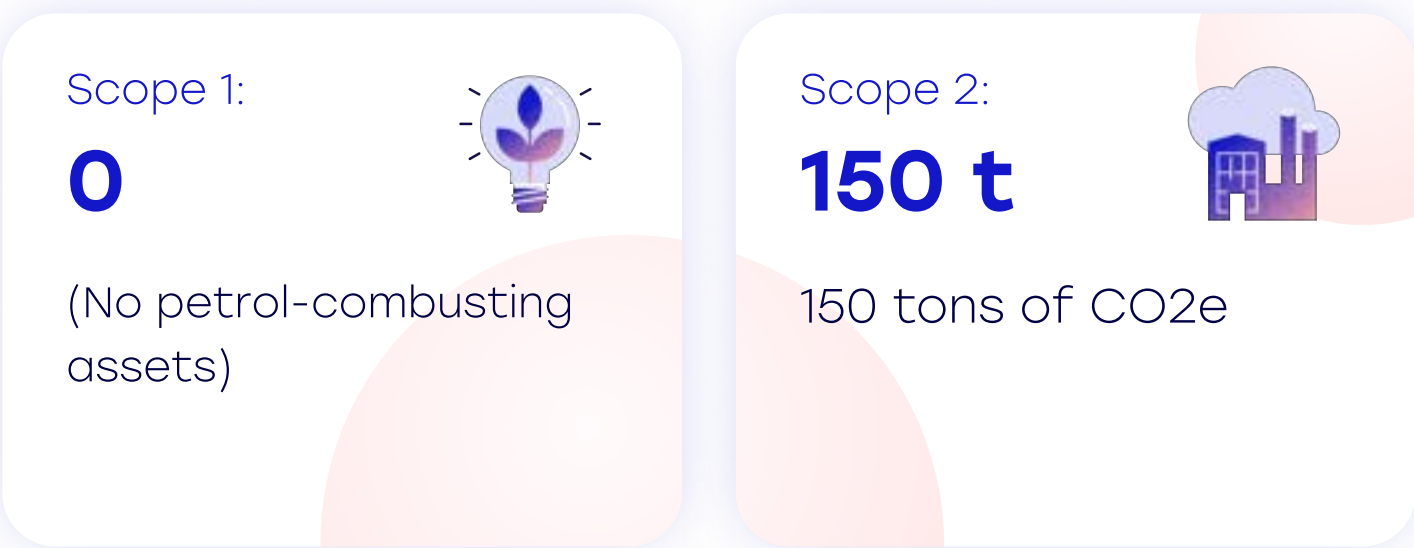 Scope 1:
0
(No petrol-combusting
assets)
Scope 2:
150 t
150 tons of CO2e